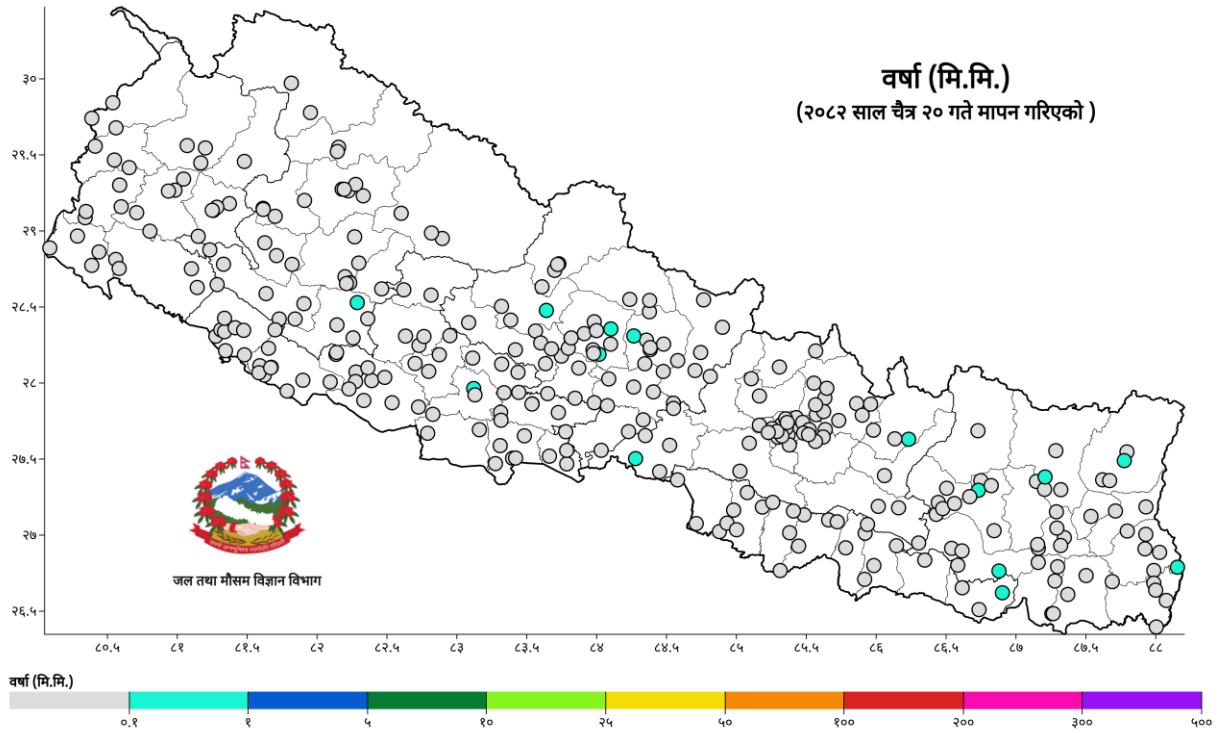 वर्षा (मि.मि.)
(२०८२ साल चैत्र २० गते मापन गरिएको )
३०
२९.५
२९
२८.५
२८
२७.५
२७
२६.५
जल तथा मौसम विज्ञान विभाग
८०.५ ८१ ८१.५ ८२ ८२.५ ८३ ८३.५ ८४ ८४.५ ८५ ८५.५ ८६ ८६.५ ८७ ८७.५ ८८
वर्षा (मि.मि.)
०.१ १ ५ १० २५ ५० १०० २०० ३०० ५००